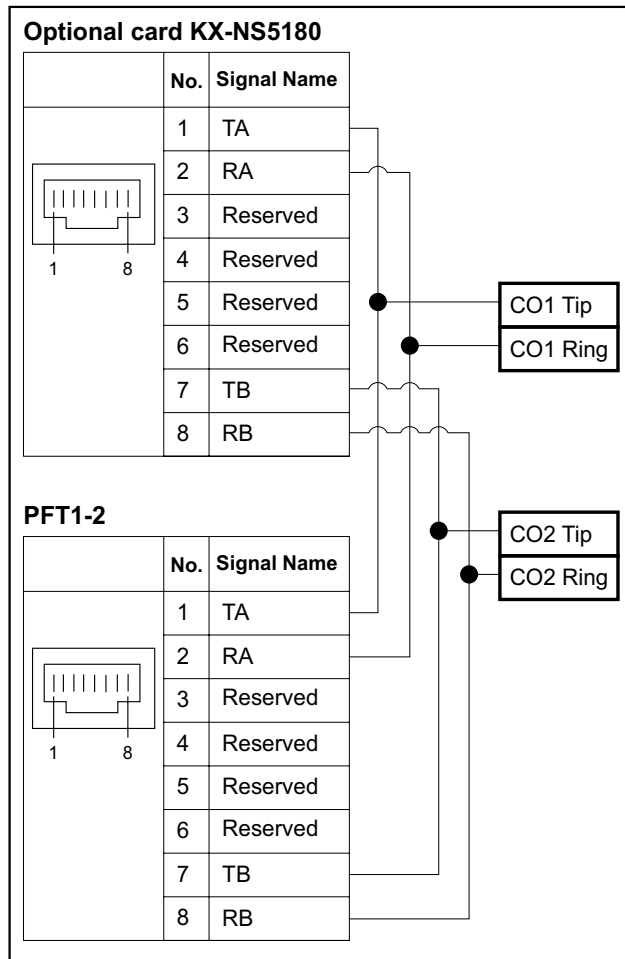 Optional card KX-NS5180
No. Signal Name
1 TA
2 RA
3 Reserved
4 Reserved
5 Reserved
6 Reserved
7 TB
8 RB
1 8
CO1 Tip
CO1 Ring
PFT1-2
No. Signal Name
1 TA
2 RA
3 Reserved
4 Reserved
5 Reserved
6 Reserved
7 TB
8 RB
1 8
CO2 Tip
CO2 Ring